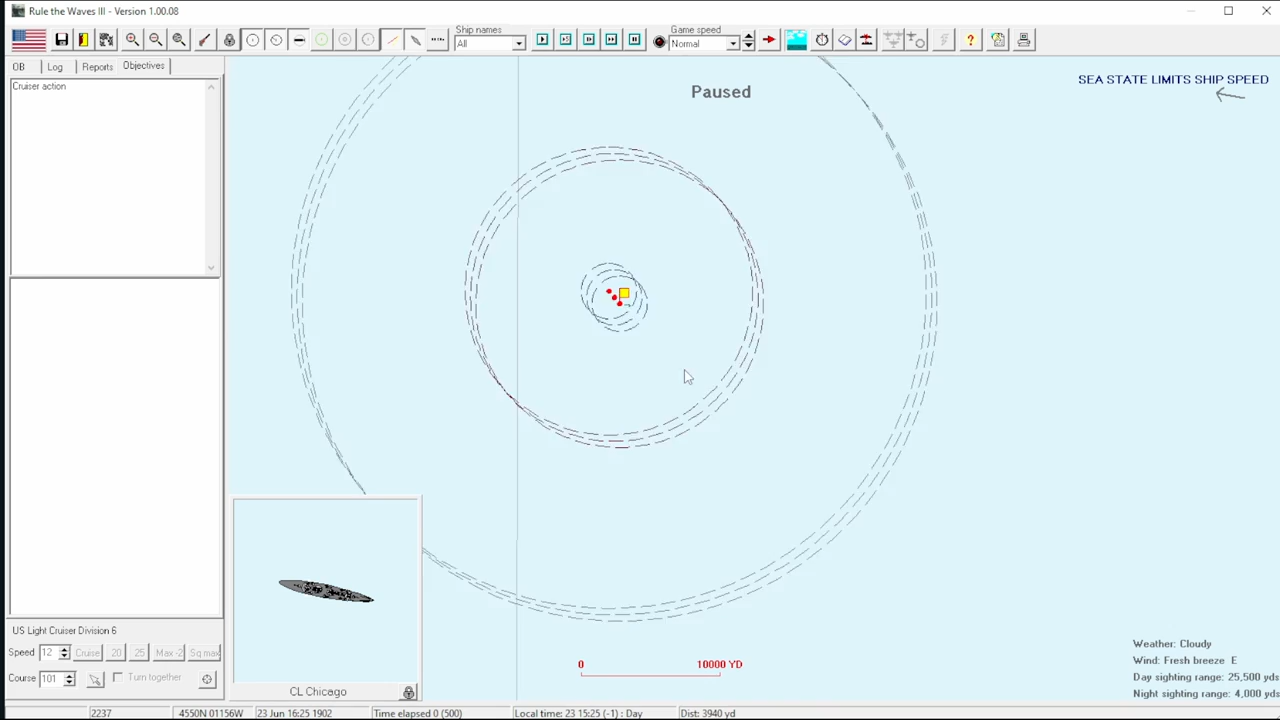 Rule the Waves III - Version 1.00.08
Ship names
All
Game speed
Normal
OB
Log
Reports
Objectives
Cruiser action
Paused
SEA STATE LIMITS SHIP SPEED
US Light Cruiser Division 6
Speed
12
Cruise
20
25
Max -2
Sq max
Course
101
Turn together
CL Chicago
0
10000 YD
Weather: Cloudy
Wind: Fresh breeze E
Day sighting range: 25,500 yds
Night sighting range: 4,000 yds
2237
4550N 01156W
23 Jun 16:25 1902
Time elapsed 0 (500)
Local time: 23 15:25 (-1) : Day
Dist: 3940 yd